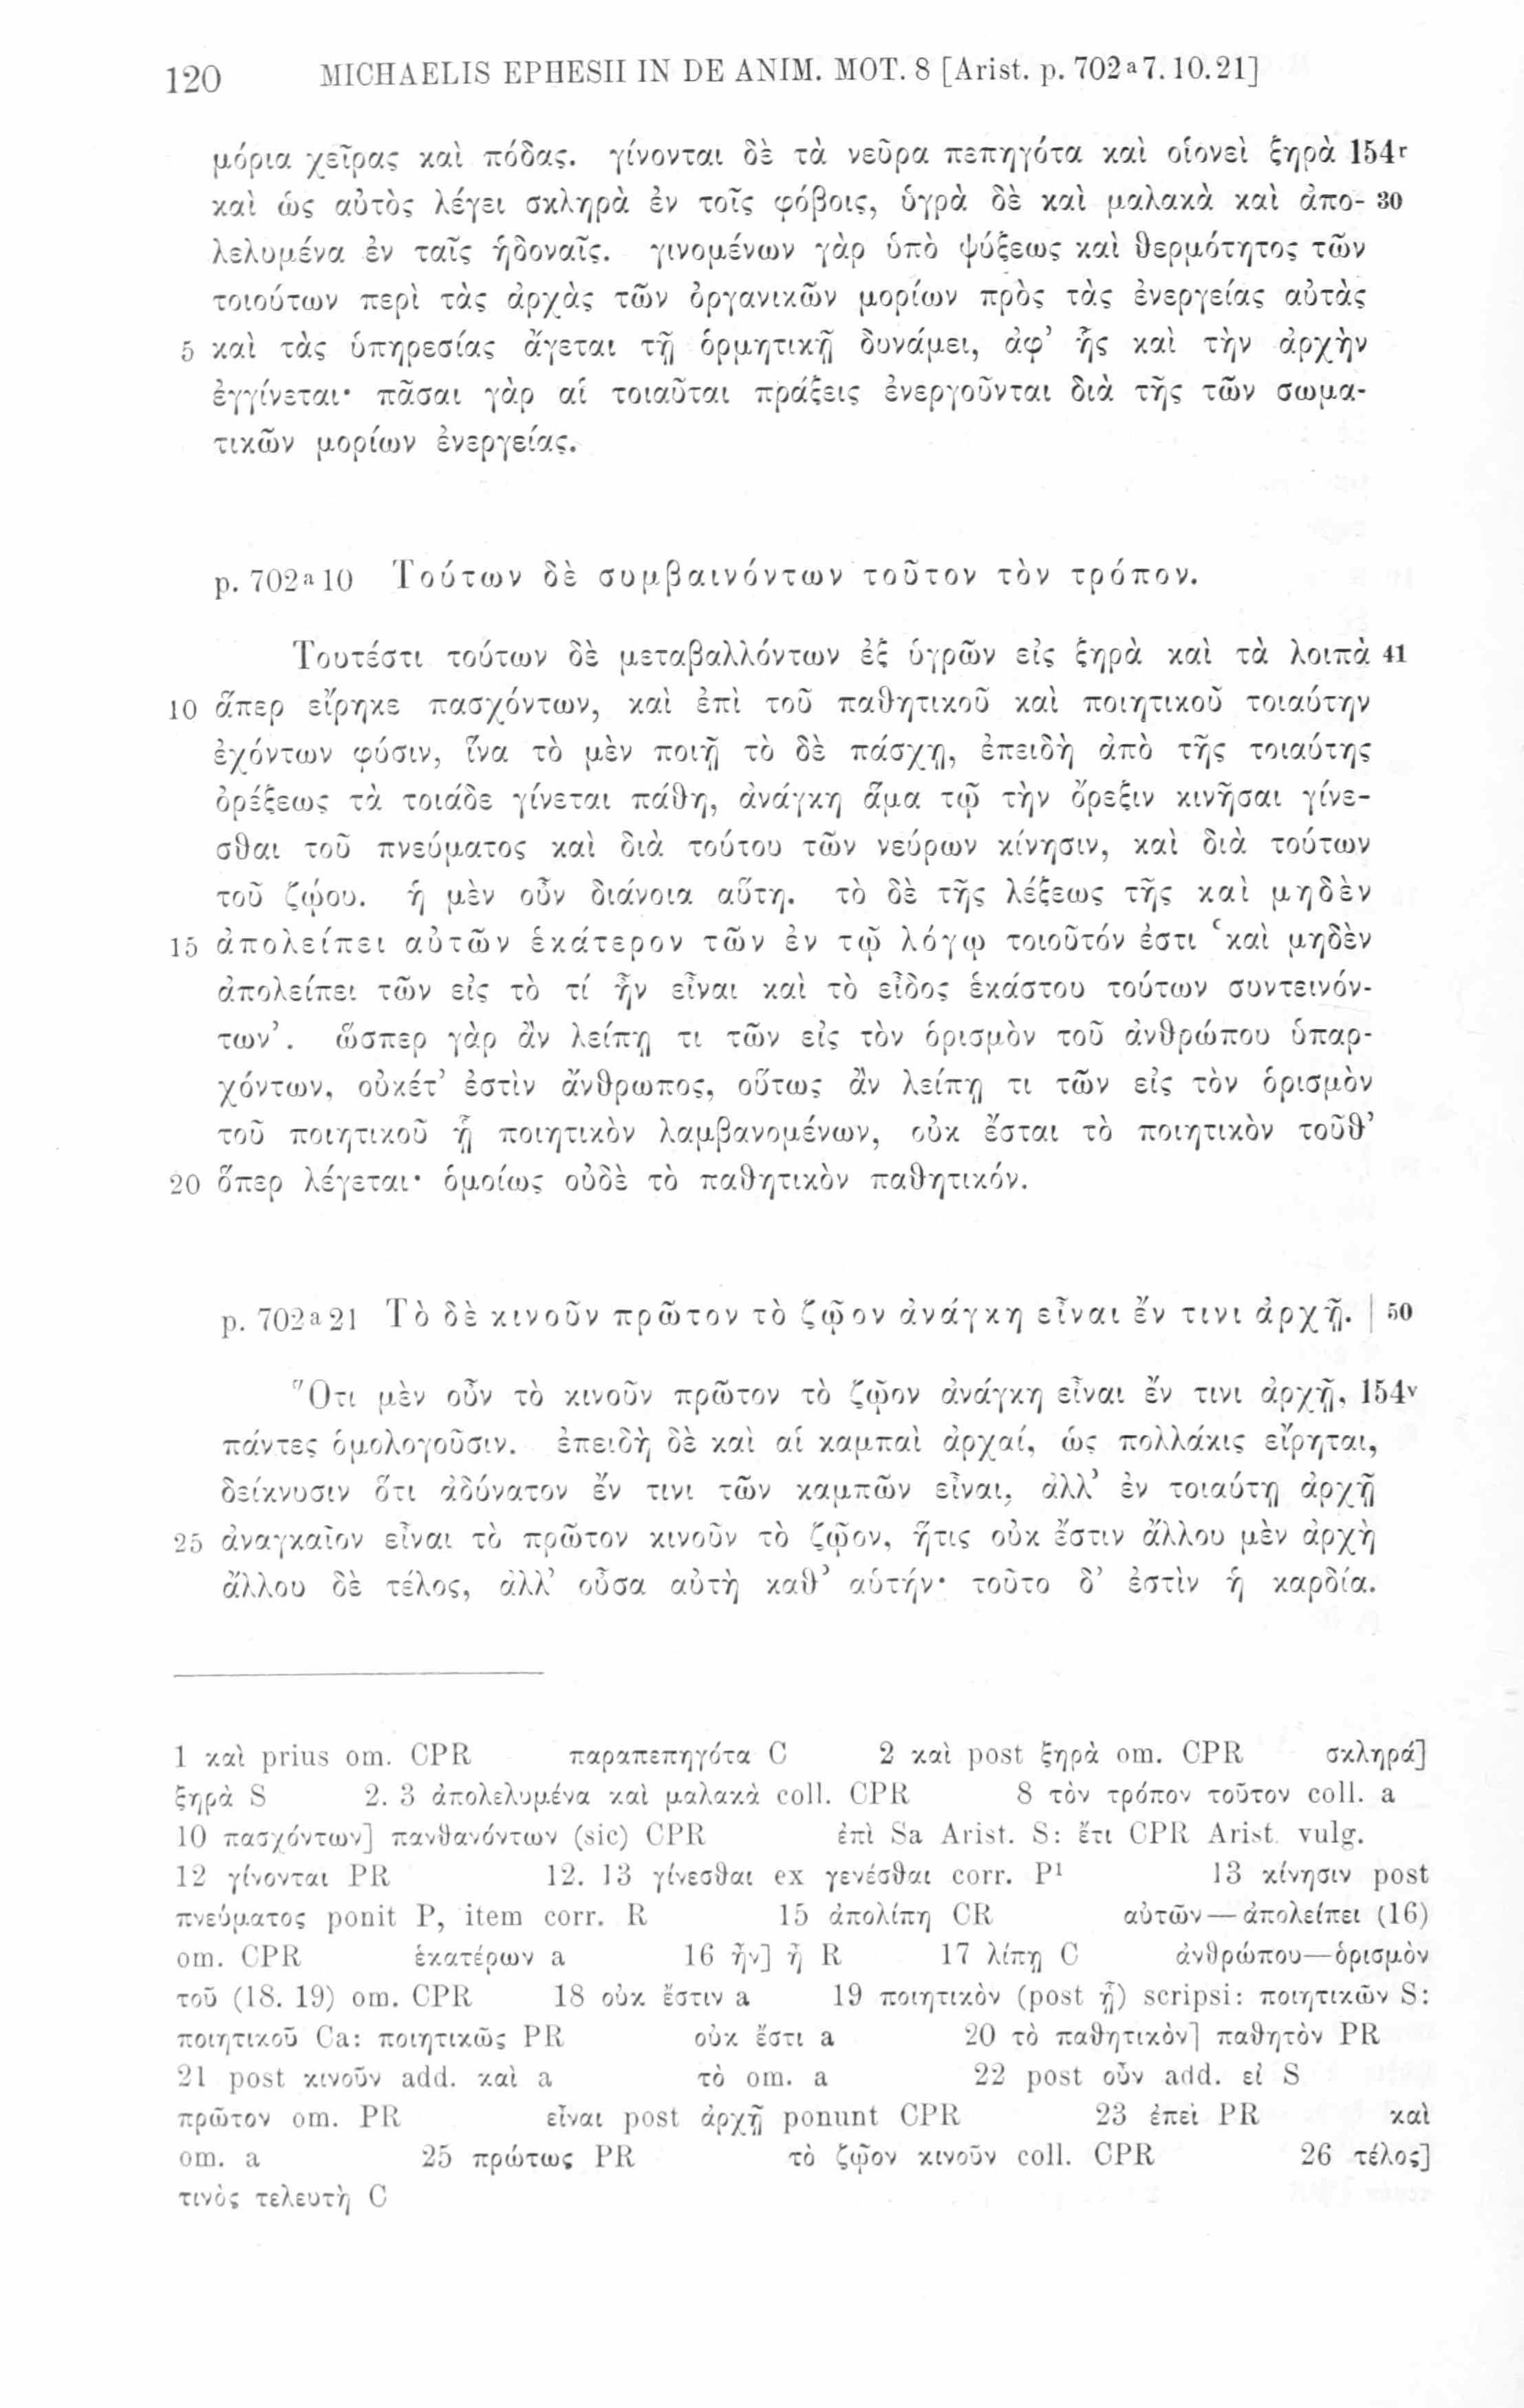 120 MICHAELIS EPHESII IN DE ANIM. MOT. 8 [Arist. p. 702ᵃ7. 10. 21]
μόρια χεῖρας καὶ πόδας. γίνονται δὲ τὰ νεῦρα πεπηγότα καὶ οἱονεὶ ξηρὰ 154ʳ
καὶ ὡς αὐτὸς λέγει σκληρὰ ἐν τοῖς φόβοις, ὑγρὰ δὲ καὶ μαλακὰ καὶ ἀπο- 30
λελυμένα ἐν ταῖς ἡδοναῖς. γινομένων γὰρ ὑπὸ ψύξεως καὶ θερμότητος τῶν
τοιούτων περὶ τὰς ἀρχὰς τῶν ὀργανικῶν μορίων πρὸς τὰς ἐνεργείας αὐτὰς
5 καὶ τὰς ὑπηρεσίας ἄγεται τῇ ὁρμητικῇ δυνάμει, ἀφ’ ἧς καὶ τὴν ἀρχὴν
ἐγγίνεται· πᾶσαι γὰρ αἱ τοιαῦται πράξεις ἐνεργοῦνται διὰ τῆς τῶν σωμα-
τικῶν μορίων ἐνεργείας.
p. 702ᵃ10 Τούτων δὲ συμβαινόντων τοῦτον τὸν τρόπον.
Τουτέστι τούτων δὲ μεταβαλλόντων ἐξ ὑγρῶν εἰς ξηρὰ καὶ τὰ λοιπὰ 41
10 ἅπερ εἴρηκε πασχόντων, καὶ ἐπὶ τοῦ παθητικοῦ καὶ ποιητικοῦ τοιαύτην
ἐχόντων φύσιν, ἵνα τὸ μὲν ποιῇ τὸ δὲ πάσχῃ, ἐπειδὴ ἀπὸ τῆς τοιαύτης
ὀρέξεως τὰ τοιάδε γίνεται πάθη, ἀνάγκη ἅμα τῷ τὴν ὄρεξιν κινῆσαι γίνε-
σθαι τοῦ πνεύματος καὶ διὰ τούτου τῶν νεύρων κίνησιν, καὶ διὰ τούτων
τοῦ ζῴου. ἡ μὲν οὖν διάνοια αὕτη. τὸ δὲ τῆς λέξεως τῆς καὶ μηδὲν
15 ἀπολείπει αὐτῶν ἑκάτερον τῶν ἐν τῷ λόγῳ τοιοῦτόν ἐστι ‘καὶ μηδὲν
ἀπολείπει τῶν εἰς τὸ τί ἦν εἶναι καὶ τὸ εἶδος ἑκάστου τούτων συντεινόν-
των’. ὥσπερ γὰρ ἂν λείπῃ τι τῶν εἰς τὸν ὁρισμὸν τοῦ ἀνθρώπου ὑπαρ-
χόντων, οὐκέτ’ ἐστὶν ἄνθρωπος, οὕτως ἂν λείπῃ τι τῶν εἰς τὸν ὁρισμὸν
τοῦ ποιητικοῦ ᾗ ποιητικὸν λαμβανομένων, οὐκ ἔσται τὸ ποιητικὸν τοῦθ’
20 ὅπερ λέγεται· ὁμοίως οὐδὲ τὸ παθητικὸν παθητικόν.
p. 702ᵃ21 Τὸ δὲ κινοῦν πρῶτον τὸ ζῷον ἀνάγκη εἶναι ἔν τινι ἀρχῇ. | 50
Ὅτι μὲν οὖν τὸ κινοῦν πρῶτον τὸ ζῷον ἀνάγκη εἶναι ἔν τινι ἀρχῇ, 154ᵛ
πάντες ὁμολογοῦσιν. ἐπειδὴ δὲ καὶ αἱ καμπαὶ ἀρχαί, ὡς πολλάκις εἴρηται,
δείκνυσιν ὅτι ἀδύνατον ἔν τινι τῶν καμπῶν εἶναι, ἀλλ’ ἐν τοιαύτῃ ἀρχῇ
25 ἀναγκαῖον εἶναι τὸ πρῶτον κινοῦν τὸ ζῷον, ἥτις οὐκ ἔστιν ἄλλου μὲν ἀρχὴ
ἄλλου δὲ τέλος, ἀλλ’ οὖσα αὐτὴ καθ’ αὑτήν· τοῦτο δ’ ἐστὶν ἡ καρδία.
1 καὶ prius om. CPR παραπεπηγότα C 2 καὶ post ξηρὰ om. CPR σκληρά]
ξηρὰ S 2. 3 ἀπολελυμένα καὶ μαλακὰ coll. CPR 8 τὸν τρόπον τοῦτον coll. a
10 πασχόντων] πανθανόντων (sic) CPR ἐπὶ Sa Arist. S: ἔτι CPR Arist. vulg.
12 γίνονται PR 12. 13 γίνεσθαι ex γενέσθαι corr. P¹ 13 κίνησιν post
πνεύματος ponit P, item corr. R 15 ἀπολίπῃ CR αὐτῶν—ἀπολείπει (16)
om. CPR ἑκατέρων a 16 ἦν] ἡ R 17 λίπῃ C ἀνθρώπου—ὁρισμὸν
τοῦ (18. 19) om. CPR 18 οὐκ ἔστιν a 19 ποιητικὸν (post ᾗ) scripsi: ποιητικῶν S:
ποιητικοῦ Ca: ποιητικῶς PR οὐκ ἔστι a 20 τὸ παθητικὸν] παθητὸν PR
21 post κινοῦν add. καὶ a τὸ om. a 22 post οὖν add. εἰ S
πρῶτον om. PR εἶναι post ἀρχῇ ponunt CPR 23 ἐπεὶ PR καὶ
om. a 25 πρώτως PR τὸ ζῷον κινοῦν coll. CPR 26 τέλος]
τινὸς τελευτὴ C